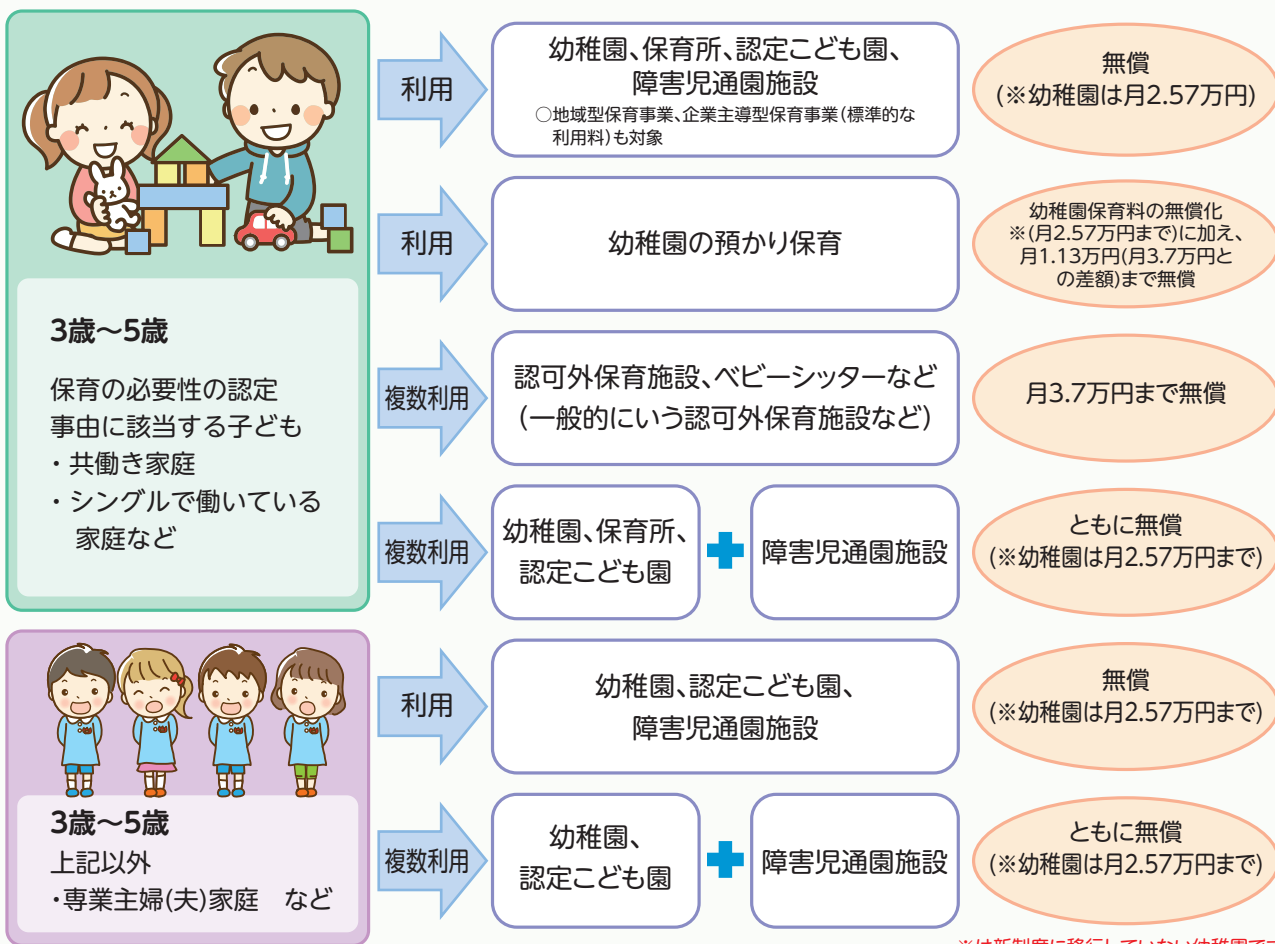 利用
幼稚園、保育所、認定こども園、
障害児通園施設
○地域型保育事業、企業主導型保育事業(標準的な
利用料)も対象
無償
(※幼稚園は月2.57万円)
利用
幼稚園の預かり保育
幼稚園保育料の無償化
※(月2.57万円まで)に加え、
月1.13万円(月3.7万円と
の差額)まで無償
3歳〜5歳
保育の必要性の認定
事由に該当する子ども
・共働き家庭
・シングルで働いている
家庭など
複数利用
認可外保育施設、ベビーシッターなど
(一般的にいう認可外保育施設など)
月3.7万円まで無償
複数利用
幼稚園、保育所、
認定こども園
障害児通園施設
ともに無償
(※幼稚園は月2.57万円まで)
3歳〜5歳
上記以外
・専業主婦(夫)家庭　など
利用
幼稚園、認定こども園、
障害児通園施設
無償
(※幼稚園は月2.57万円まで)
複数利用
幼稚園、
認定こども園
障害児通園施設
ともに無償
(※幼稚園は月2.57万円まで)
※は新制度に移行していない幼稚園で